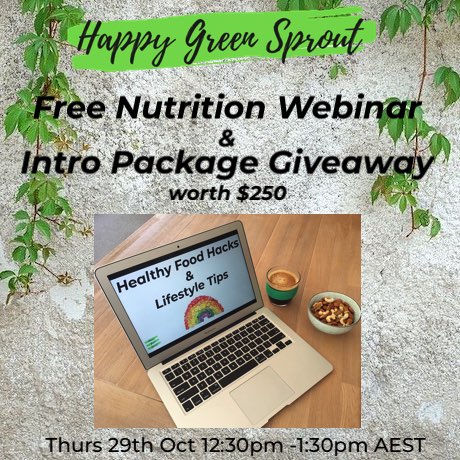 Happy Green Sprout
Free Nutrition Webinar
&
Intro Package Giveaway
worth $250
Healthy Food Hacks
&
Lifestyle Tips
Thurs 29th Oct 12:30pm -1:30pm AEST